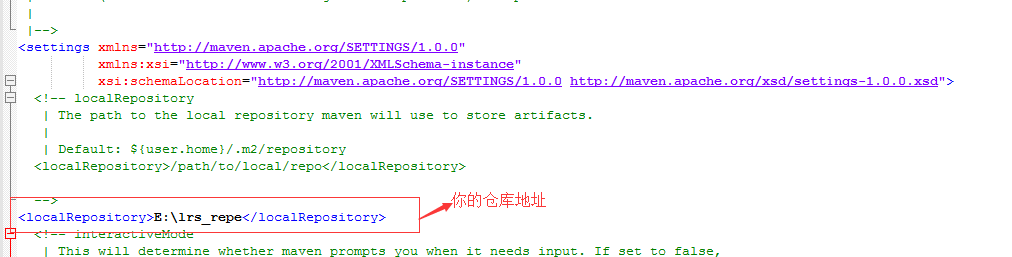 |
|-->
<settings xmlns="http://maven.apache.org/SETTINGS/1.0.0"
xmlns:xsi="http://www.w3.org/2001/XMLSchema-instance"
xsi:schemaLocation="http://maven.apache.org/SETTINGS/1.0.0 http://maven.apache.org/xsd/settings-1.0.0.xsd">
<!-- localRepository
| The path to the local repository maven will use to store artifacts.
|
| Default: ${user.home}/.m2/repository
<localRepository>/path/to/local/repo</localRepository>
-->
你的仓库地址
<localRepository>E:\lrs_repe</localRepository>
<!-- interactiveMode
| This will determine whether maven prompts you when it needs input. If set to false,